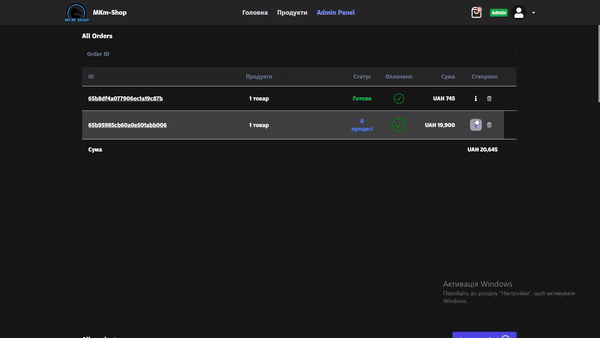 MKm-Shop
Головна
Продукти
Admin Panel
Admin
All Orders
Order ID
ID Продукти Статус Оплачено Сума Створено
65b8df4a077906ec1a19c87b 1 товар Готово UAH 745
65b95985cb60a0e501abb006 1 товар В процесі UAH 19,900
Сума UAH 20,645
Активація Windows
Перейдіть до розділу "Настройки", щоб активувати
Windows.